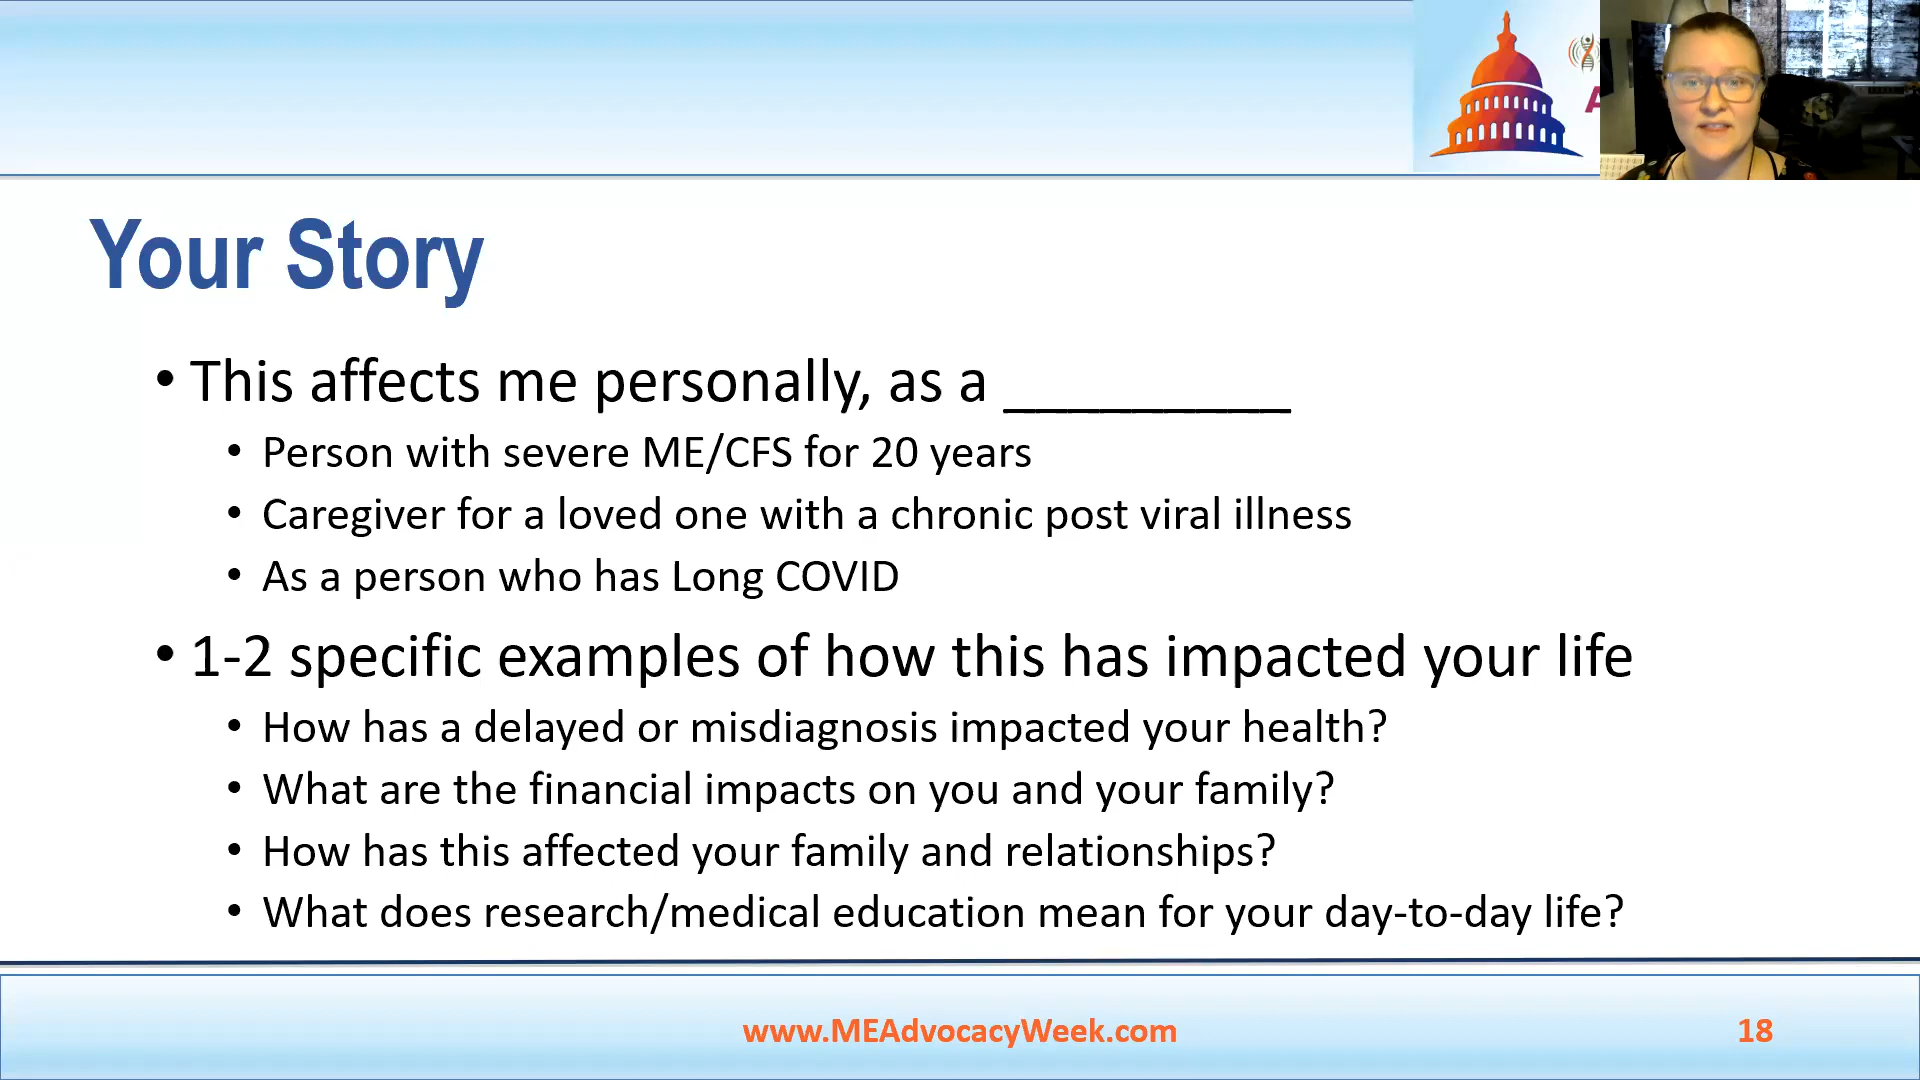 Your Story
• This affects me personally, as a _________
• Person with severe ME/CFS for 20 years
• Caregiver for a loved one with a chronic post viral illness
• As a person who has Long COVID
• 1-2 specific examples of how this has impacted your life
• How has a delayed or misdiagnosis impacted your health?
• What are the financial impacts on you and your family?
• How has this affected your family and relationships?
• What does research/medical education mean for your day-to-day life?
www.MEAdvocacyWeek.com
18